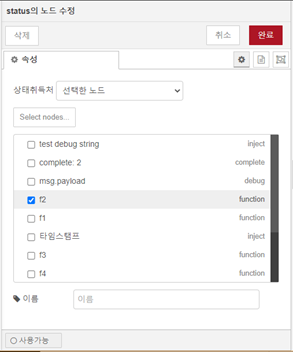 status의 노드 수정
삭제
취소
완료
속성
상태취득처
선택한 노드
Select nodes...
test debug string inject
complete: 2 complete
msg.payload debug
f2 function
f1 function
타임스탬프 inject
f3 function
f4 function
이름
이름
사용가능